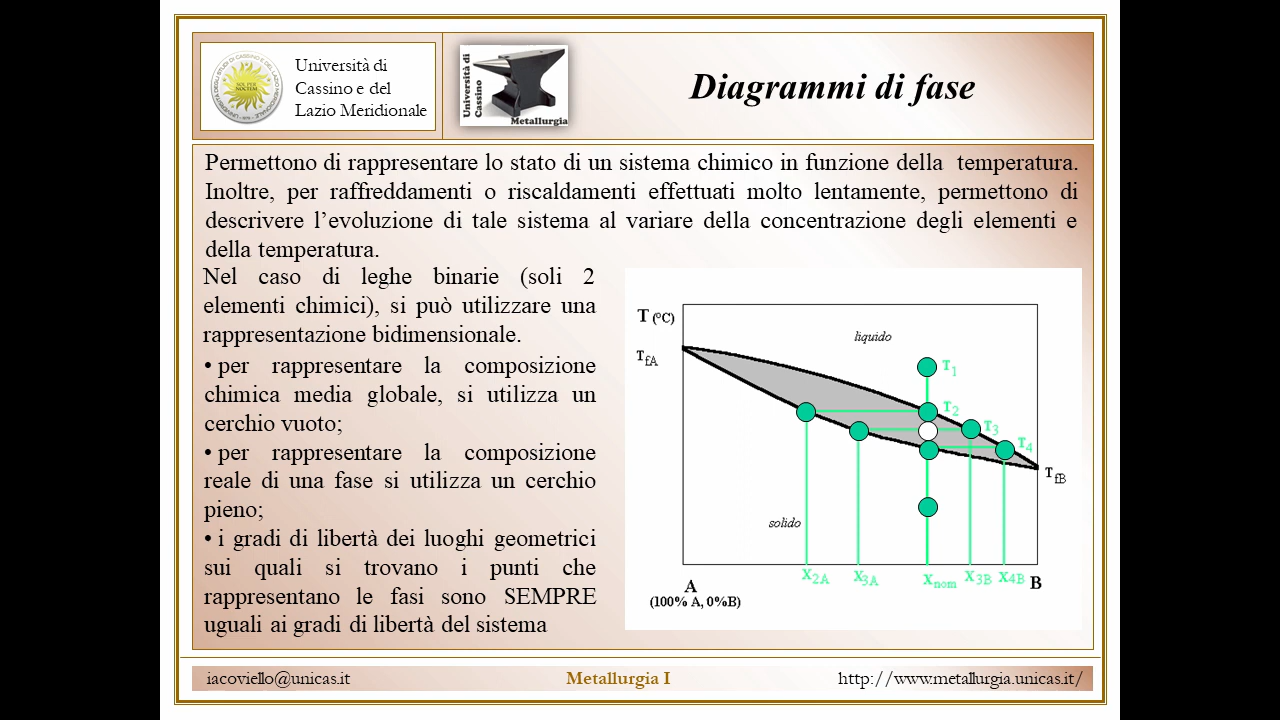 Università di
Cassino e del
Lazio Meridionale
Università di
Cassino
Metallurgia
Diagrammi di fase
Permettono di rappresentare lo stato di un sistema chimico in funzione della temperatura.
Inoltre, per raffreddamenti o riscaldamenti effettuati molto lentamente, permettono di
descrivere l’evoluzione di tale sistema al variare della concentrazione degli elementi e
della temperatura.
Nel caso di leghe binarie (soli 2
elementi chimici), si può utilizzare una
rappresentazione bidimensionale.
• per rappresentare la composizione
chimica media globale, si utilizza un
cerchio vuoto;
• per rappresentare la composizione
reale di una fase si utilizza un cerchio
pieno;
• i gradi di libertà dei luoghi geometrici
sui quali si trovano i punti che
rappresentano le fasi sono SEMPRE
uguali ai gradi di libertà del sistema
T (°C)
liquido
TfA
T1
T2
T3
T4
TfB
solido
X2A X3A Xnom X3B X4B
A B
(100% A, 0%B)
iacoviello@unicas.it Metallurgia I http://www.metallurgia.unicas.it/